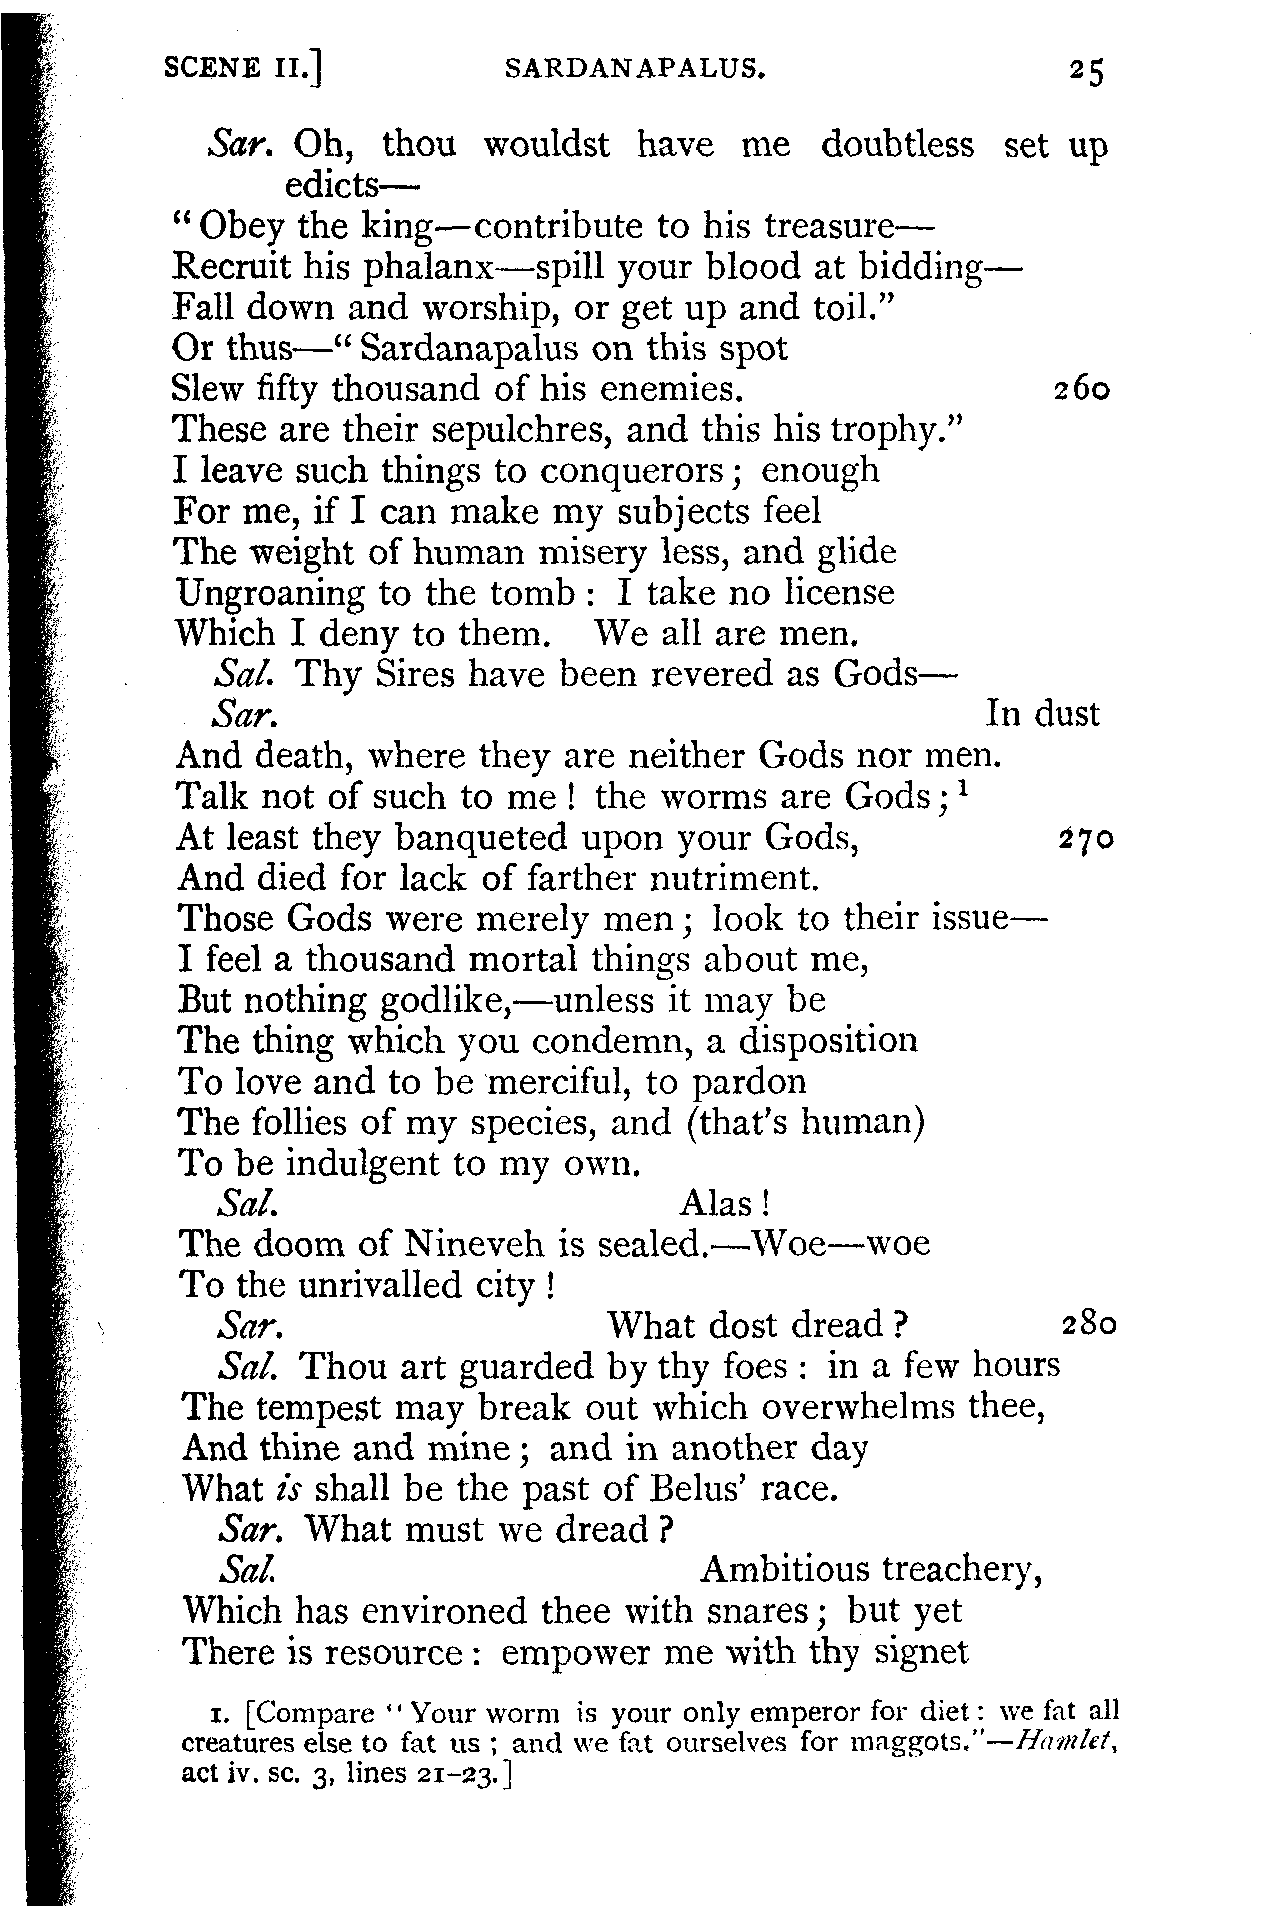 SCENE II.] SARDANAPALUS. 25
Sar. Oh, thou wouldst have me doubtless set up
edicts—
"Obey the king—contribute to his treasure—
Recruit his phalanx—spill your blood at bidding—
Fall down and worship, or get up and toil."
Or thus—"Sardanapalus on this spot
Slew fifty thousand of his enemies. 260
These are their sepulchres, and this his trophy."
I leave such things to conquerors; enough
For me, if I can make my subjects feel
The weight of human misery less, and glide
Ungroaning to the tomb: I take no license
Which I deny to them. We all are men.
Sal. Thy Sires have been revered as Gods—
Sar. In dust
And death, where they are neither Gods nor men.
Talk not of such to me! the worms are Gods;¹
At least they banqueted upon your Gods, 270
And died for lack of farther nutriment.
Those Gods were merely men; look to their issue—
I feel a thousand mortal things about me,
But nothing godlike,—unless it may be
The thing which you condemn, a disposition
To love and to be merciful, to pardon
The follies of my species, and (that's human)
To be indulgent to my own.
Sal. Alas!
The doom of Nineveh is sealed.—Woe—woe
To the unrivalled city!
Sar. What dost dread? 280
Sal. Thou art guarded by thy foes: in a few hours
The tempest may break out which overwhelms thee,
And thine and mine; and in another day
What is shall be the past of Belus' race.
Sar. What must we dread?
Sal. Ambitious treachery,
Which has environed thee with snares; but yet
There is resource: empower me with thy signet
1. [Compare "Your worm is your only emperor for diet: we fat all
creatures else to fat us; and we fat ourselves for maggots."—Hamlet,
act iv. sc. 3, lines 21–23.]